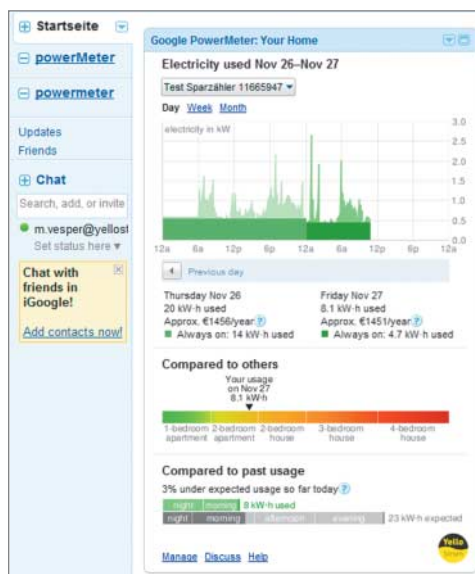 Startseite
powerMeter
powermeter
Updates
Friends
Chat
Search, add, or invite
m.vesper@yellost
Set status here ▼
Chat with
friends in
iGoogle!
Add contacts now!
Google PowerMeter: Your Home
Electricity used Nov 26–Nov 27
Test Sparzähler 11665947
Day Week Month
electricity in kW
3.0
2.5
2.0
1.5
1.0
0.5
0.0
12a 6a 12p 6p 12a 6a 12p 6p 12a
Previous day
Thursday Nov 26
20 kW·h used
Approx. €1456/year ?
Always on: 14 kW·h used
Friday Nov 27
8.1 kW·h used
Approx. €1451/year ?
Always on: 4.7 kW·h used
Compared to others
Your usage
on Nov 27
8.1 kW·h
1-bedroom apartment
2-bedroom apartment
2-bedroom house
3-bedroom house
4-bedroom house
Compared to past usage
3% under expected usage so far today ?
night morning 8 kW·h used
night morning afternoon evening 23 kW·h expected
Yello
Manage Discuss Help